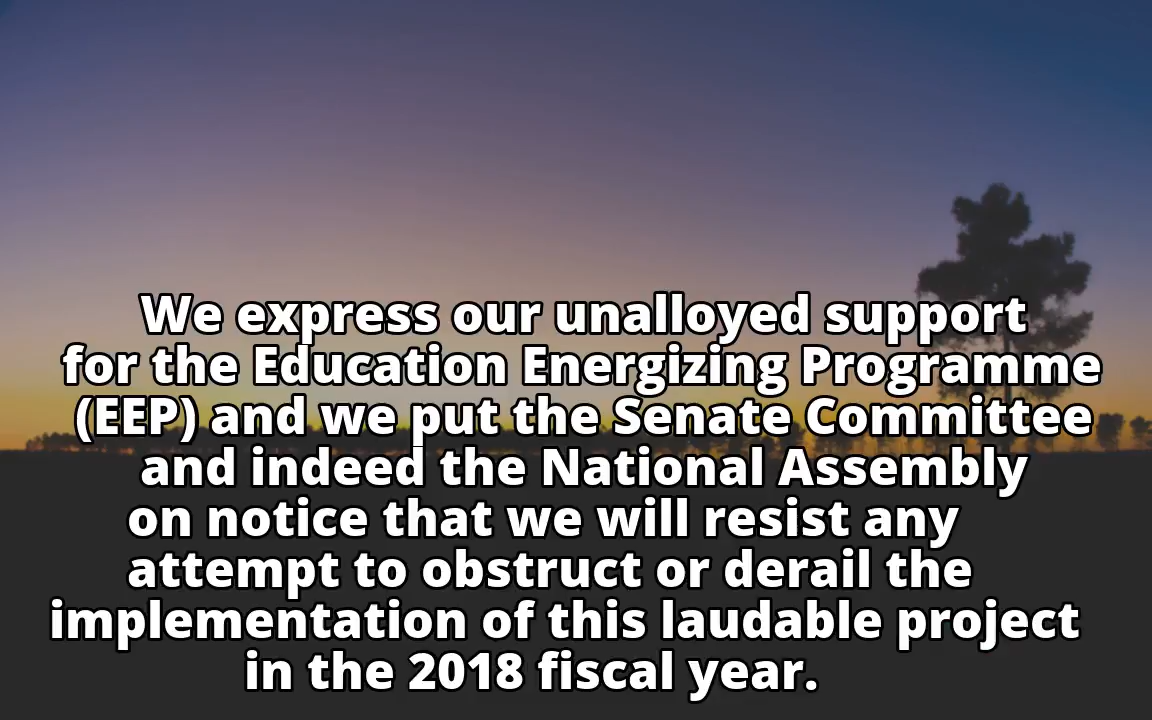 We express our unalloyed support
for the Education Energizing Programme
(EEP) and we put the Senate Committee
and indeed the National Assembly
on notice that we will resist any
attempt to obstruct or derail the
implementation of this laudable project
in the 2018 fiscal year.